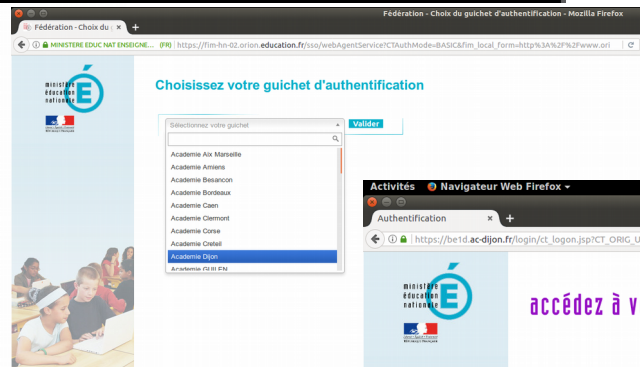 Fédération - Choix du guichet d'authentification - Mozilla Firefox
Fédération - Choix du g
MINISTERE EDUC NAT ENSEIGNE... (FR) https://fim-hn-02.orion.education.fr/sso/webAgentService?CTAuthMode=BASIC&fim_local_form=http%3A%2F%2Fwww.ori
ministère
éducation
nationale
É
Choisissez votre guichet d'authentification
Sélectionnez votre guichet
Valider
Academie Aix Marseille
Academie Amiens
Academie Besancon
Academie Bordeaux
Academie Caen
Academie Clermont
Academie Corse
Academie Creteil
Academie Dijon
Academie GUILEN
Activités Navigateur Web Firefox
Authentification
https://be1d.ac-dijon.fr/login/ct_logon.jsp?CT_ORIG_U
ministère
éducation
nationale
É
accédez à v